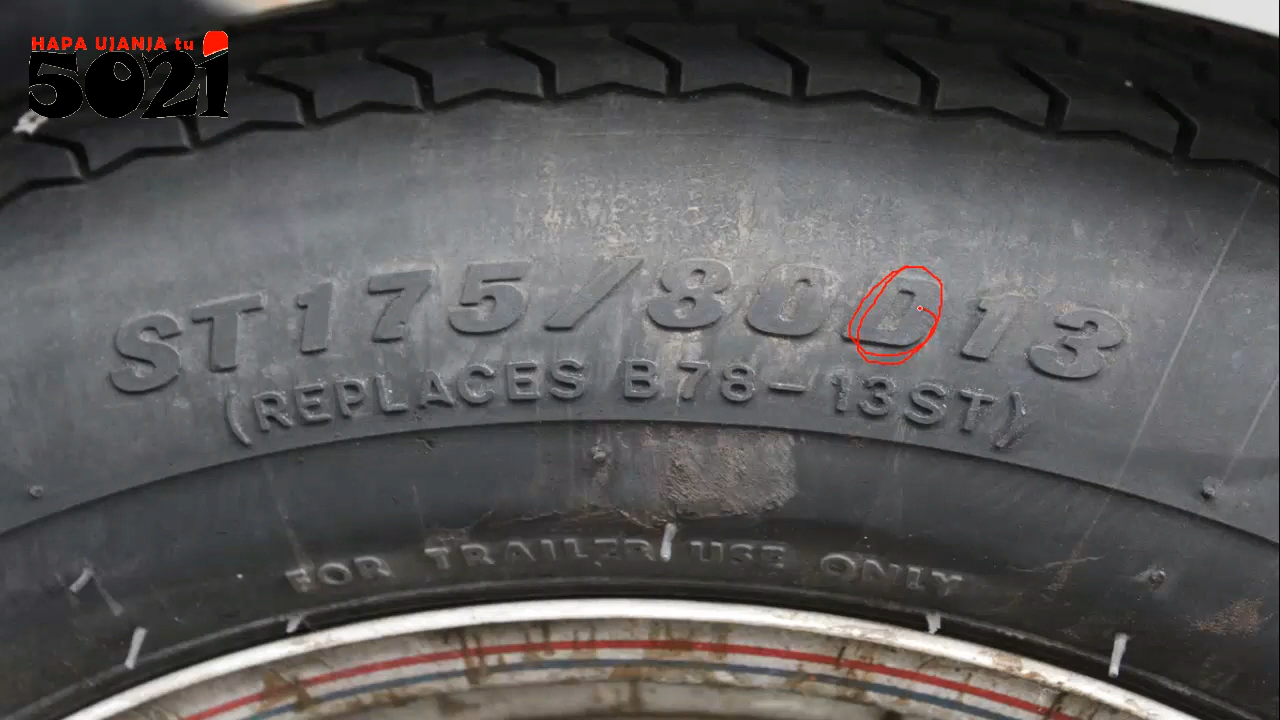 HAPA UJANJA tu
5021
ST175/80D13
(REPLACES B78-13ST)
FOR TRAILER USE ONLY